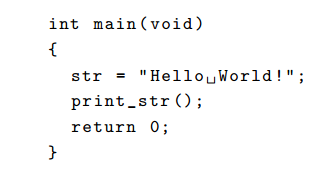 int main(void)
{
str = "Hello␣World!";
print_str();
return 0;
}